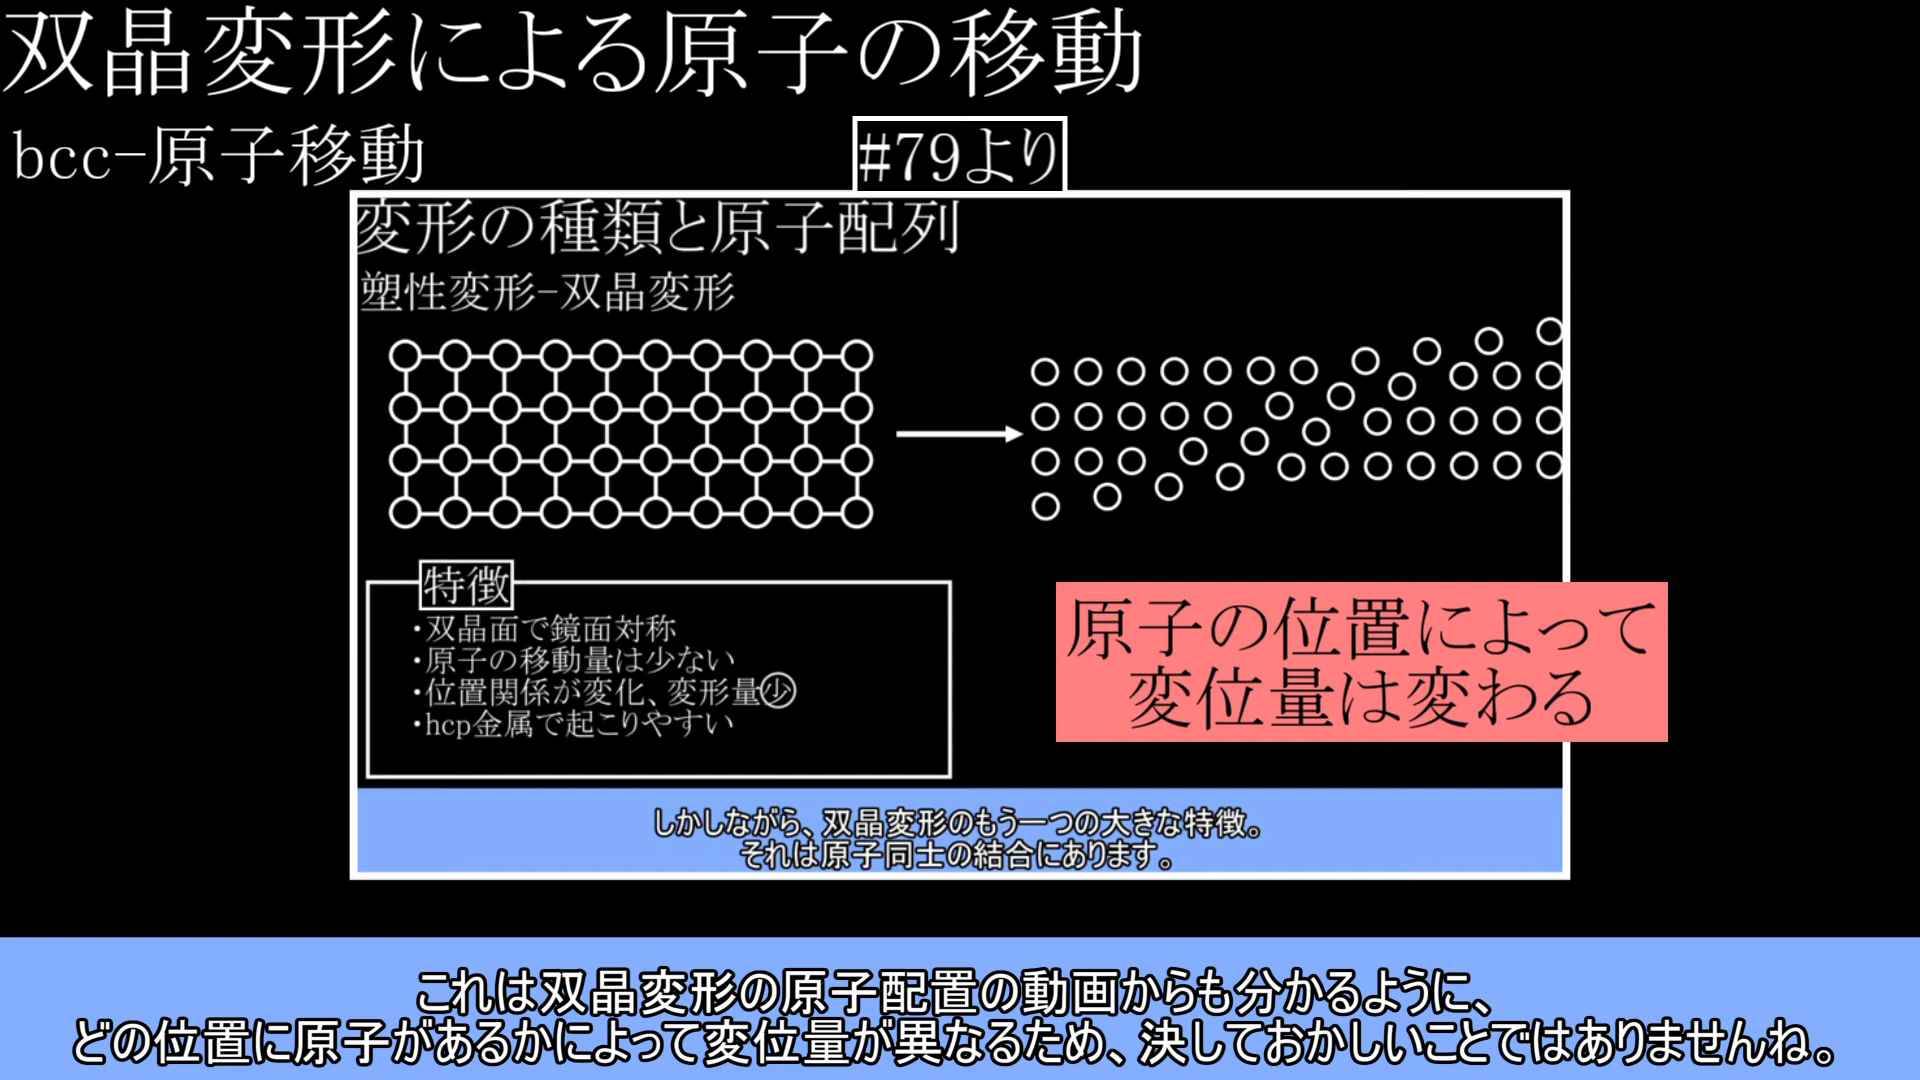 双晶変形による原子の移動
bcc-原子移動
#79より
変形の種類と原子配列
塑性変形-双晶変形
特徴
・双晶面で鏡面対称
・原子の移動量は少ない
・位置関係が変化、変形量㊛少
・hcp金属で起こりやすい
原子の位置によって
変位量は変わる
しかしながら、双晶変形のもう一つの大きな特徴。
それは原子同士の結合にあります。
これは双晶変形の原子配置の動画からも分かるように、
どの位置に原子があるかによって変位量が異なるため、決しておかしいことではありませんね。